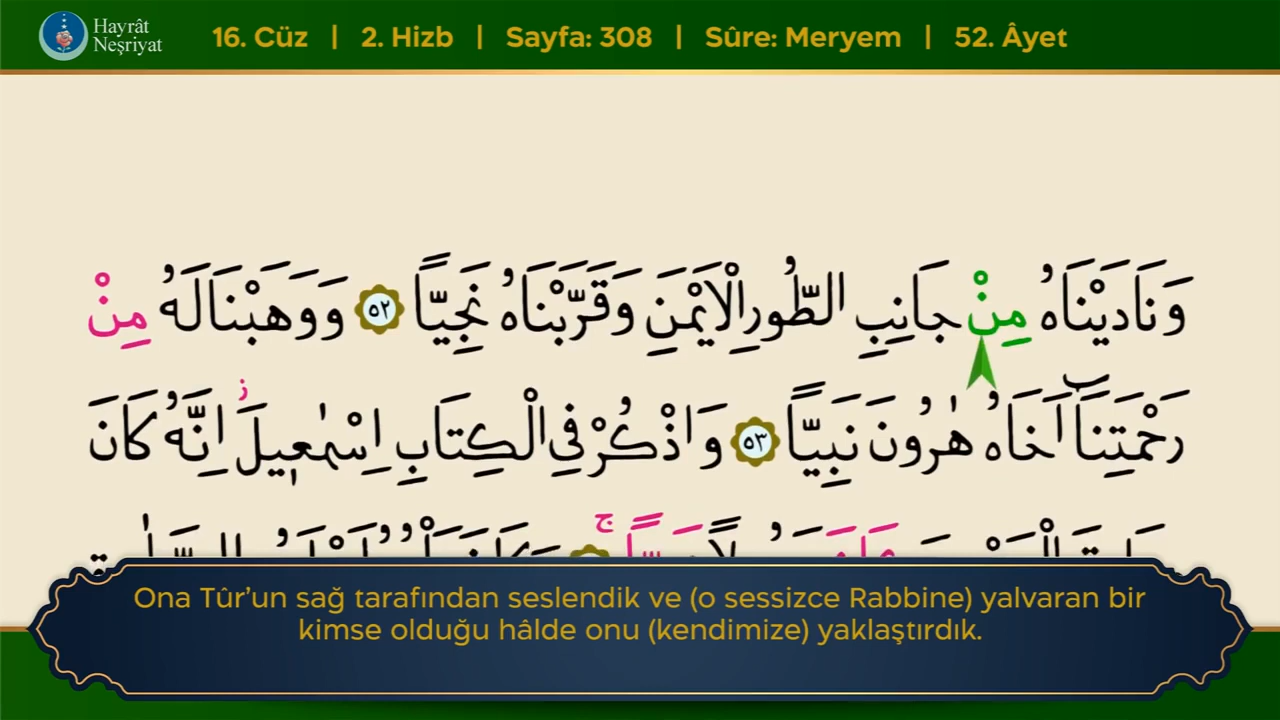 Hayrât
Neşriyat
16. Cüz | 2. Hizb | Sayfa: 308 | Sûre: Meryem | 52. Âyet
وَنَادَيْنَاهُ مِنْ جَانِبِ الطُّورِ الْاَيْمَنِ وَقَرَّبْنَاهُ نَجِيًّا ﴿٥٢﴾ وَوَهَبْنَا لَهُ مِنْ
رَحْمَتِنَٓا اَخَاهُ هٰرُونَ نَبِيًّا ﴿٥٣﴾ وَاذْكُرْ فِي الْكِتَابِ اِسْمٰع۪يلَ ز اِنَّهُ كَانَ
Ona Tûr’un sağ tarafından seslendik ve (o sessizce Rabbine) yalvaran bir
kimse olduğu hâlde onu (kendimize) yaklaştırdık.